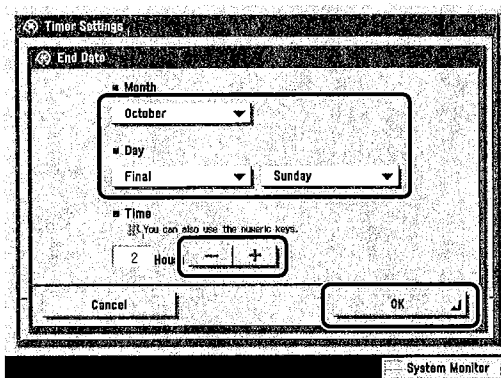 Timer Settings
End Date
Month
October
Day
Final Sunday
Time
You can also use the numeric keys.
2 Hou
- +
Cancel OK
System Monitor